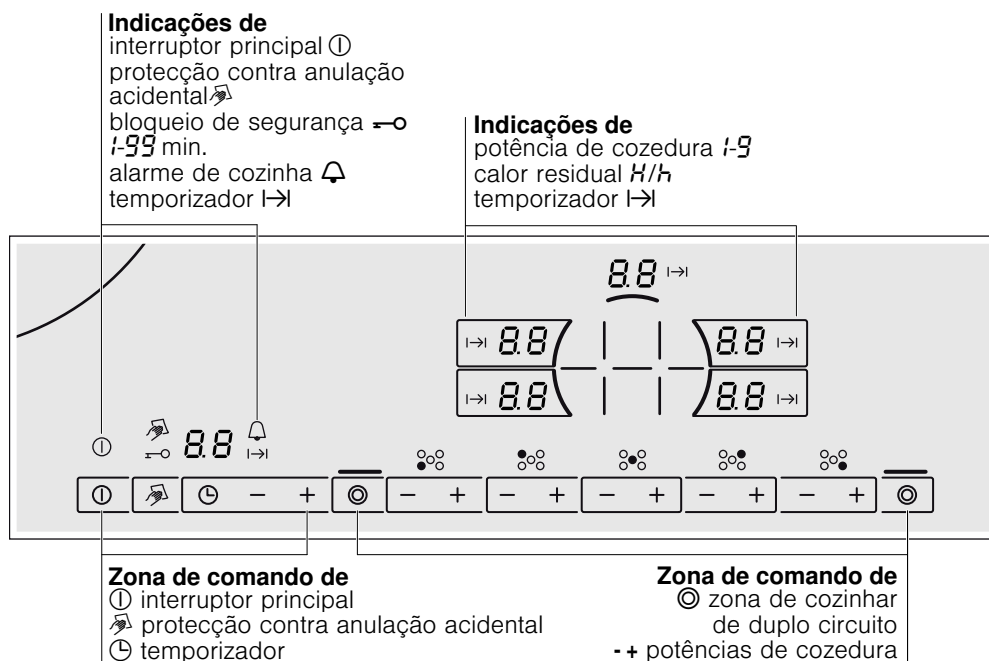 Indicações de
interruptor principal
protecção contra anulação
acidental
bloqueio de segurança
1-99 min.
alarme de cozinha
temporizador
Indicações de
potência de cozedura 1-9
calor residual H/h
temporizador
8.8
8.8 8.8
8.8 8.8
8.8
- + - + - + - + - + - +
Zona de comando de
interruptor principal
protecção contra anulação acidental
temporizador
Zona de comando de
zona de cozinhar
de duplo circuito
- + potências de cozedura